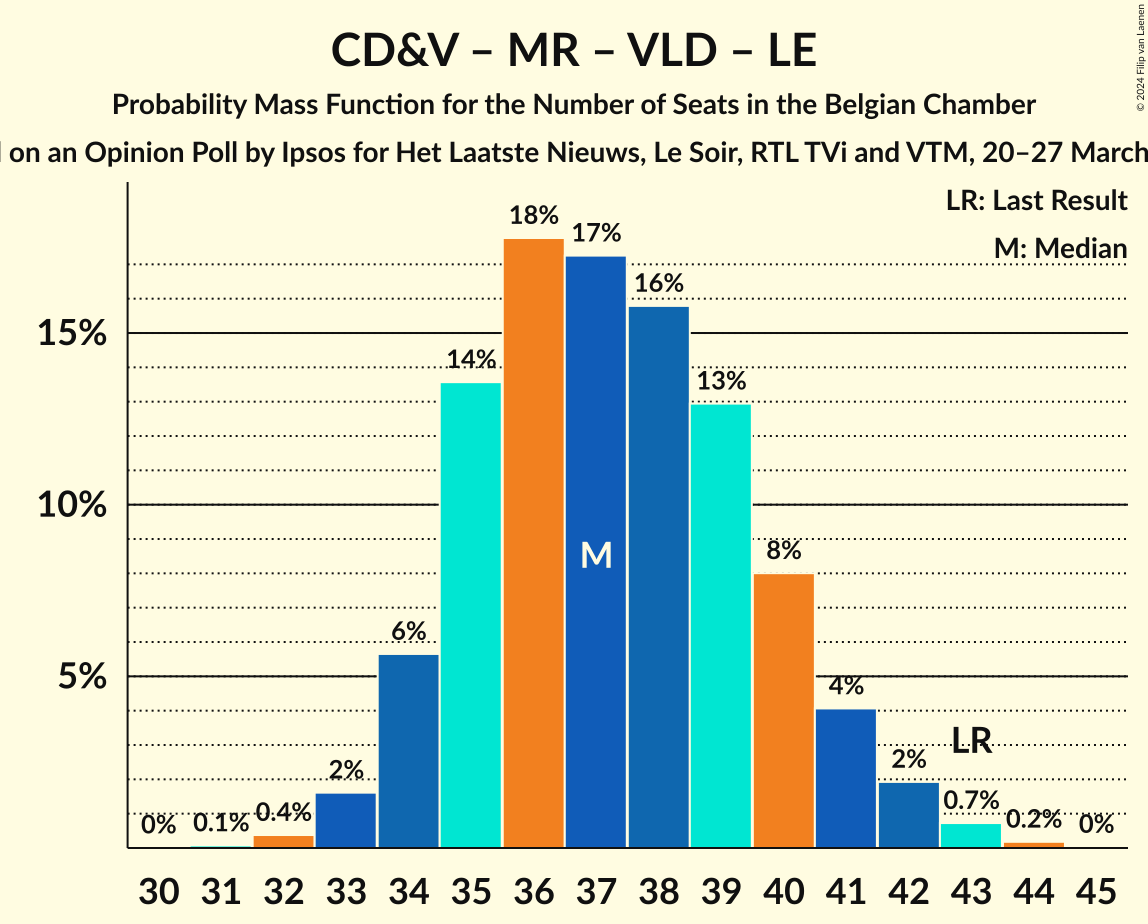 CD&V – MR – VLD – LE
Probability Mass Function for the Number of Seats in the Belgian Chamber
on an Opinion Poll by Ipsos for Het Laatste Nieuws, Le Soir, RTL TVi and VTM, 20–27 March
© 2024 Filip van Laenen
LR: Last Result
M: Median
18%
17%
16%
15%
14%
13%
10%
8%
M
6%
5%
4%
LR
2%
2%
0%
0.1%
0.4%
0.7%
0.2%
0%
30 31 32 33 34 35 36 37 38 39 40 41 42 43 44 45